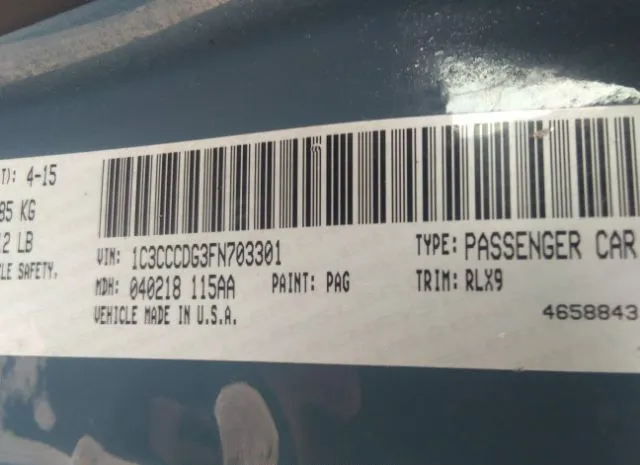 T): 4-15
85 KG
2 LB
CLE SAFETY.
VIN: 1C3CCCDG3FN703301
TYPE: PASSENGER CAR
MDH: 040218 115AA
PAINT: PAG
TRIM: RLX9
VEHICLE MADE IN U.S.A.
4658843